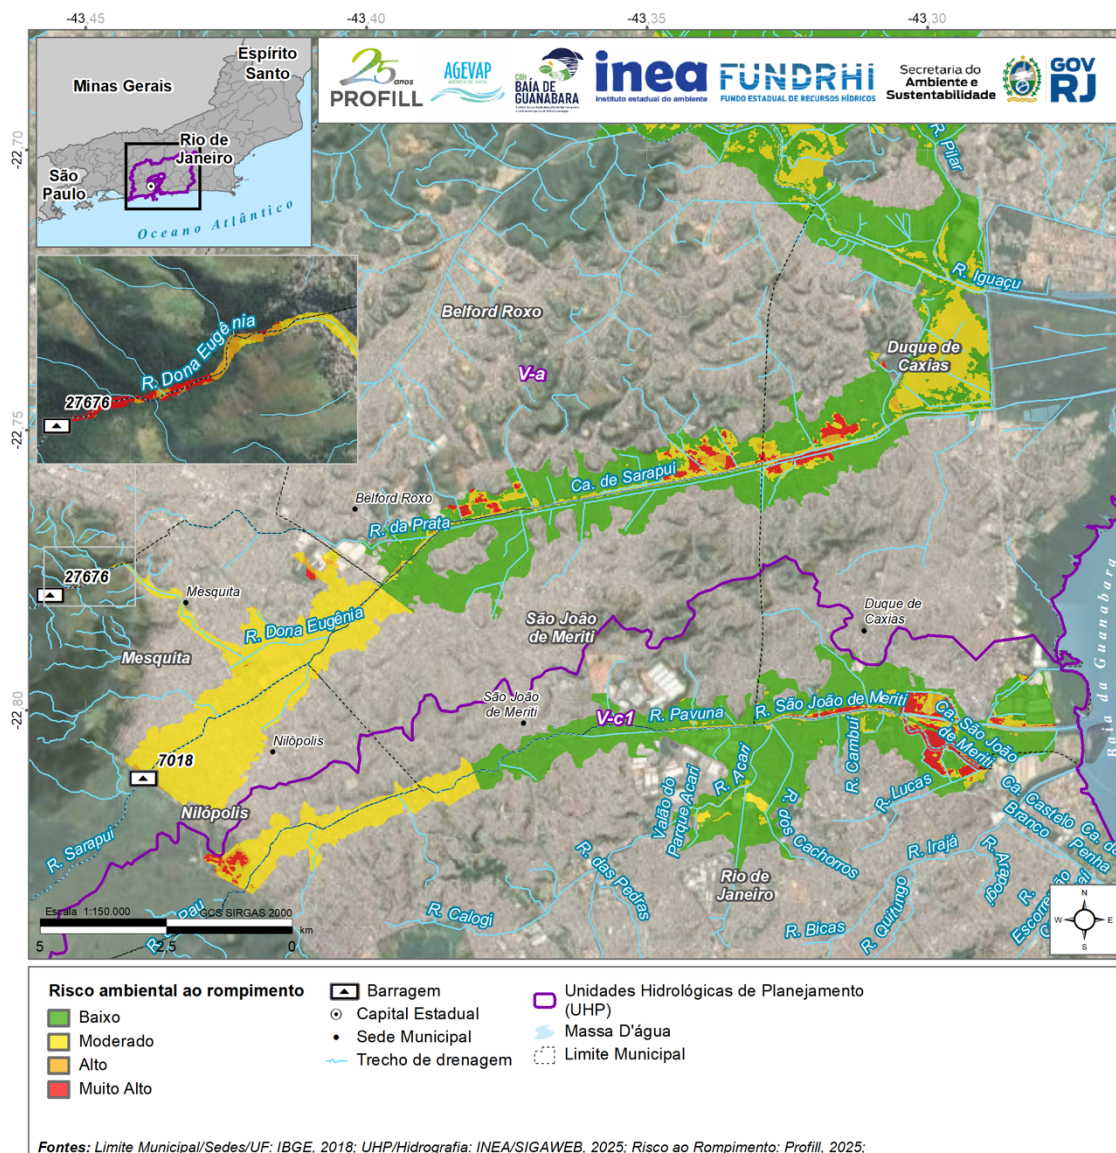 -43,45
-43,40
-43,35
-43,30
-22,70
-22,75
-22,80
Espírito
Santo
Minas Gerais
Rio de
Janeiro
São
Paulo
Oceano Atlântico
25 anos
PROFILL
AGEVAP
CBH
BAÍA DE
GUANABARA
inea
instituto estadual do ambiente
FUNDRHI
FUNDO ESTADUAL DE RECURSOS HÍDRICOS
Secretaria do
Ambiente e
Sustentabilidade
GOV
RJ
R. Dona Eugênia
27676
R. Pilar
R. Iguaçu
Belford Roxo
V-a
Duque de
Caxias
Ca. de Sarapui
Belford Roxo
R. da Prata
27676
Mesquita
R. Dona Eugênia
Mesquita
São João
de Meriti
Duque de
Caxias
São João
de Meriti
V-c1
R. Pavuna
R. São João de Meriti
Ca. São João
de Meriti
Baia da Guanabara
Nilópolis
7018
Nilópolis
R. Sarapui
R. Acari
Valão do
Parque Acari
R. Cambuí
R. Lucas
R. dos Cachorros
Ca. Castelo
Branco
Ca. da
Penha
R. Irajá
R. Arapogi
R. das Pedras
Rio de
Janeiro
R. Calogi
R. Bicas
R. Quitungo
Escala 1:150.000
GCS SIRGAS 2000
5
2,5
0
km
N
W
E
S
Risco ambiental ao rompimento
Baixo
Moderado
Alto
Muito Alto
Barragem
Capital Estadual
Sede Municipal
Trecho de drenagem
Unidades Hidrológicas de Planejamento
(UHP)
Massa D'água
Limite Municipal
Fontes: Limite Municipal/Sedes/UF: IBGE, 2018; UHP/Hidrografia: INEA/SIGAWEB, 2025; Risco ao Rompimento: Profill, 2025;